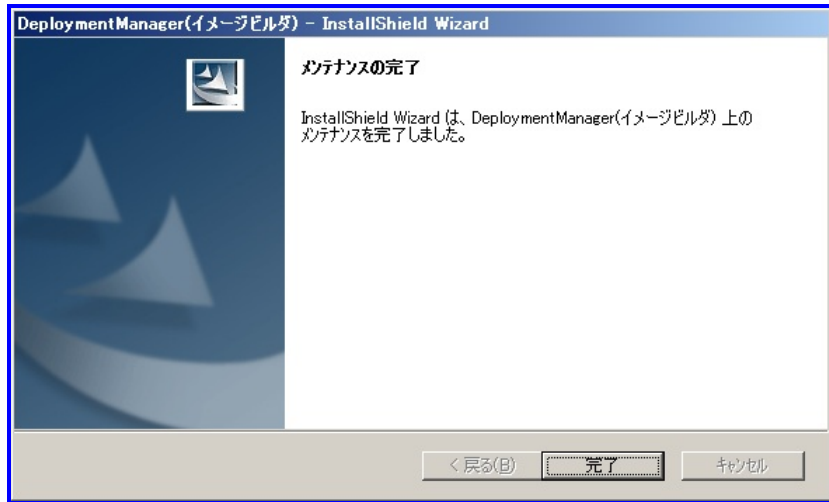 DeploymentManager(イメージビルダ) - InstallShield Wizard
メンテナンスの完了
InstallShield Wizard は、DeploymentManager(イメージビルダ) 上の
メンテナンスを完了しました。
< 戻る(B) 完了 キャンセル